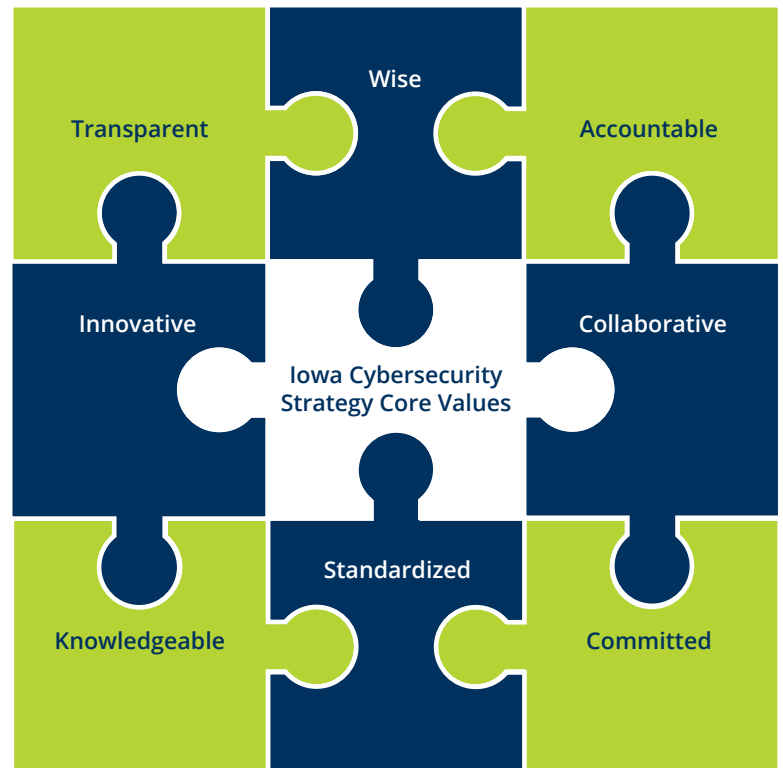 Wise
Transparent
Accountable
Innovative
Collaborative
Iowa Cybersecurity
Strategy Core Values
Standardized
Knowledgeable
Committed